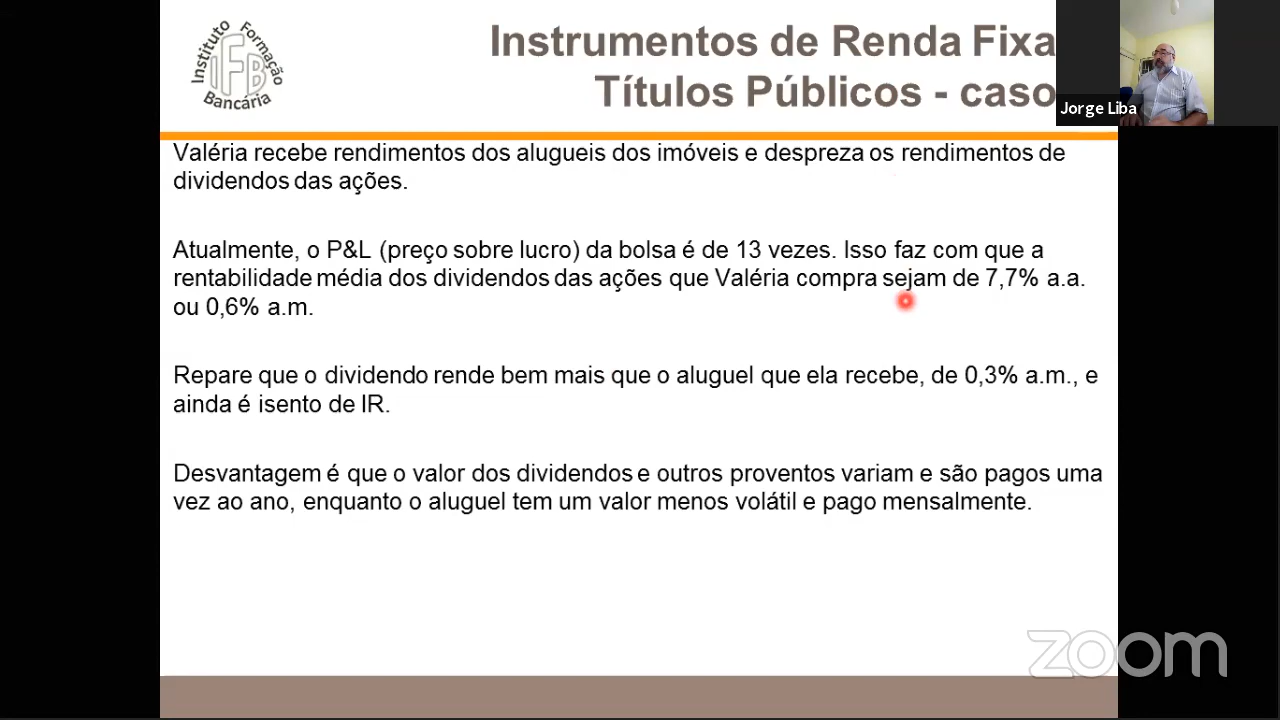 Instituto Formação
IFB
Bancária
Instrumentos de Renda Fixa
Títulos Públicos - caso
Jorge Liba
Valéria recebe rendimentos dos alugueis dos imóveis e despreza os rendimentos de
dividendos das ações.
Atualmente, o P&L (preço sobre lucro) da bolsa é de 13 vezes. Isso faz com que a
rentabilidade média dos dividendos das ações que Valéria compra sejam de 7,7% a.a.
ou 0,6% a.m.
Repare que o dividendo rende bem mais que o aluguel que ela recebe, de 0,3% a.m., e
ainda é isento de IR.
Desvantagem é que o valor dos dividendos e outros proventos variam e são pagos uma
vez ao ano, enquanto o aluguel tem um valor menos volátil e pago mensalmente.
zoom